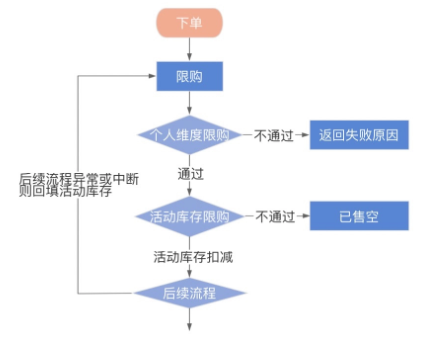 下单
限购
个人维度限购
不通过
返回失败原因
通过
后续流程异常或中断
则回填活动库存
活动库存限购
不通过
已售空
活动库存扣减
后续流程